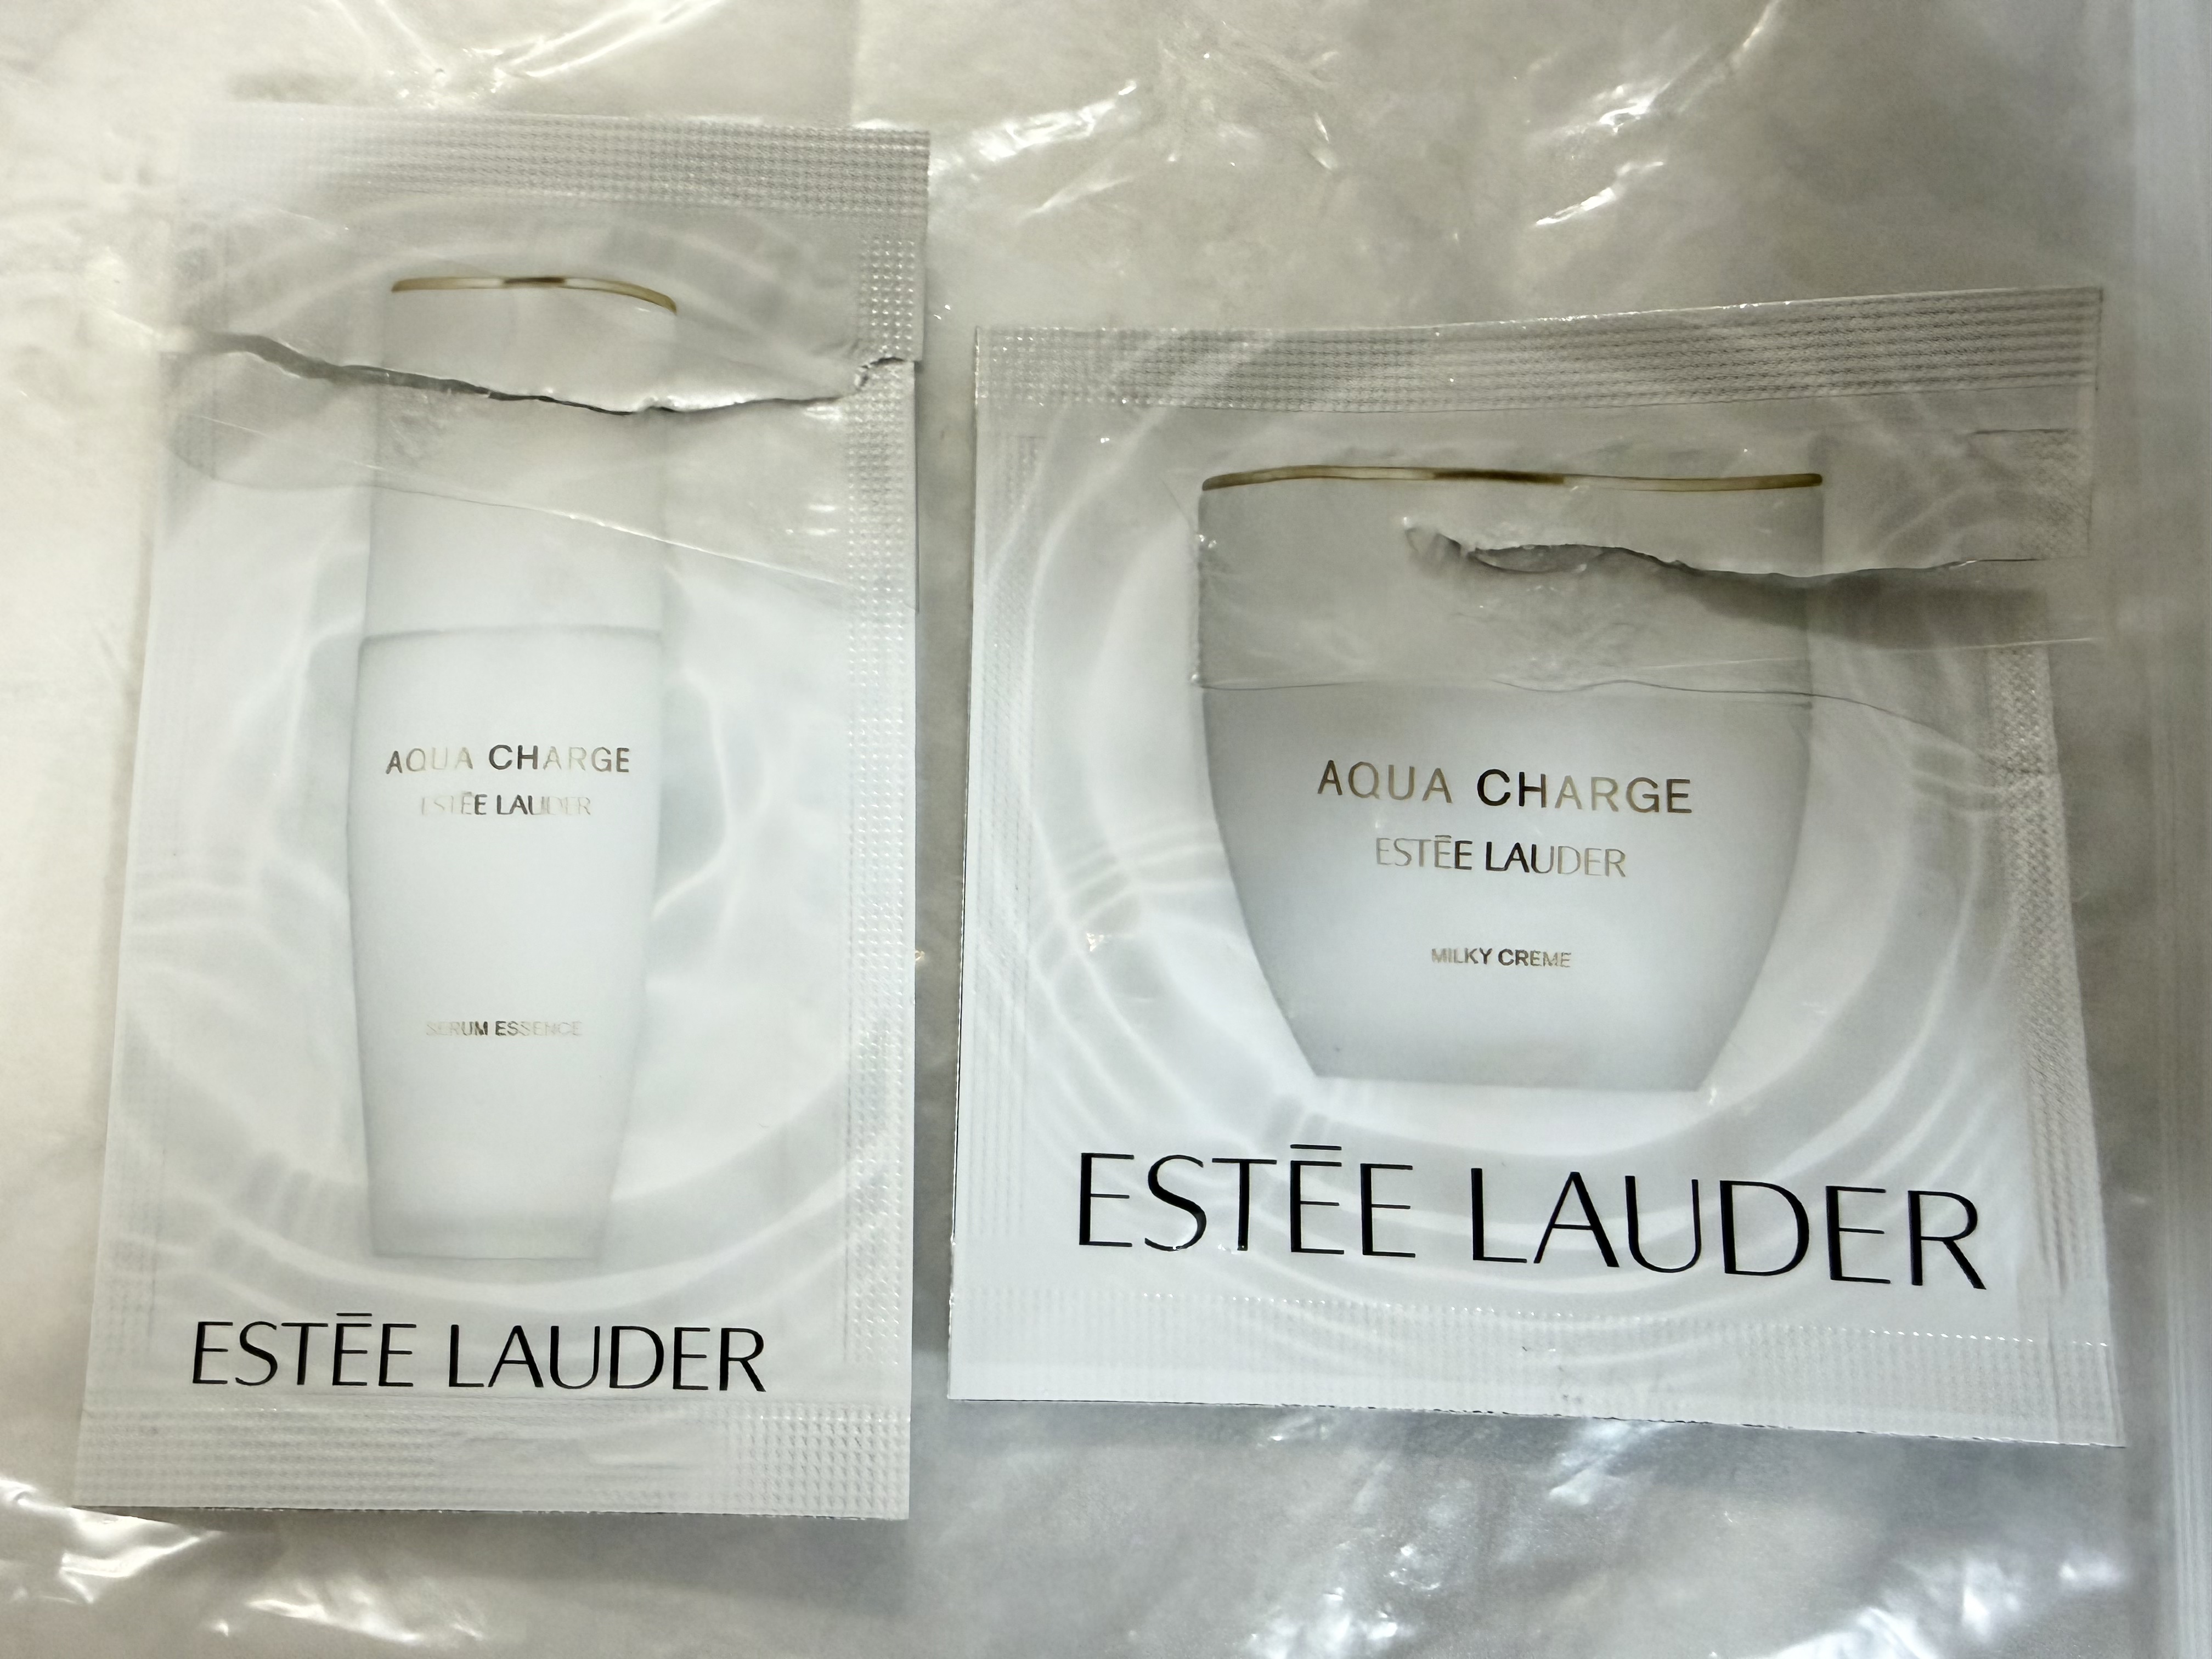 AQUA CHARGE
ESTĒE LAUDER
SERUM ESSENCE
ESTĒE LAUDER
AQUA CHARGE
ESTĒE LAUDER
MILKY CREME
ESTĒE LAUDER